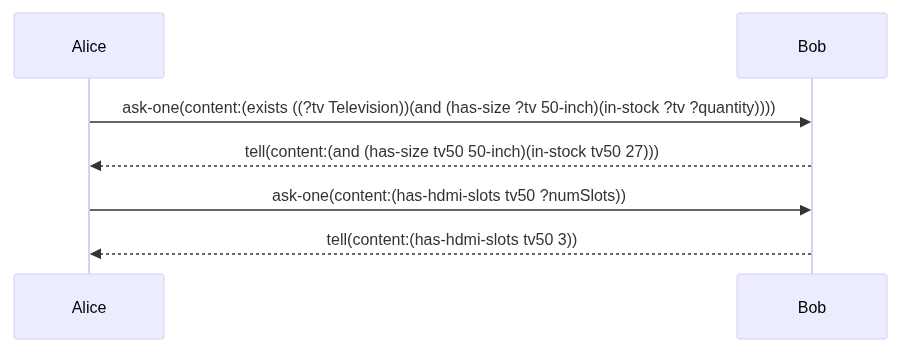 Alice
Bob
ask-one(content:(exists ((?tv Television))(and (has-size ?tv 50-inch)(in-stock ?tv ?quantity))))
tell(content:(and (has-size tv50 50-inch)(in-stock tv50 27)))
ask-one(content:(has-hdmi-slots tv50 ?numSlots))
tell(content:(has-hdmi-slots tv50 3))
Alice
Bob